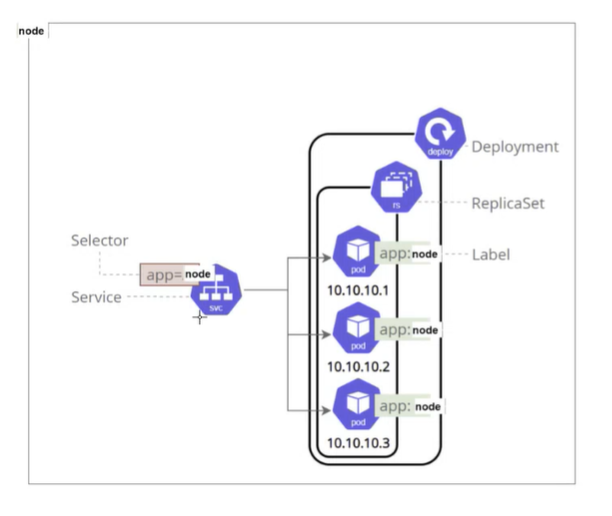 node
deploy
Deployment
rs
ReplicaSet
Selector
app= node
Service
svc
pod
app: node
Label
10.10.10.1
pod
app: node
10.10.10.2
pod
app: node
10.10.10.3